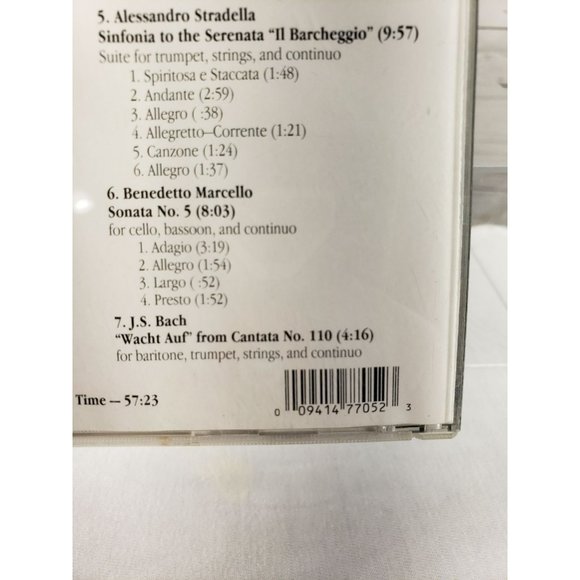 5. Alessandro Stradella
Sinfonia to the Serenata "Il Barcheggio" (9:57)
Suite for trumpet, strings, and continuo
1. Spiritosa e Staccata (1:48)
2. Andante (2:59)
3. Allegro ( :38)
4. Allegretto–Corrente (1:21)
5. Canzone (1:24)
6. Allegro (1:37)
6. Benedetto Marcello
Sonata No. 5 (8:03)
for cello, bassoon, and continuo
1. Adagio (3:19)
2. Allegro (1:54)
3. Largo ( :52)
4. Presto (1:52)
7. J.S. Bach
"Wacht Auf" from Cantata No. 110 (4:16)
for baritone, trumpet, strings, and continuo
Time — 57:23
0 09414 77052 3